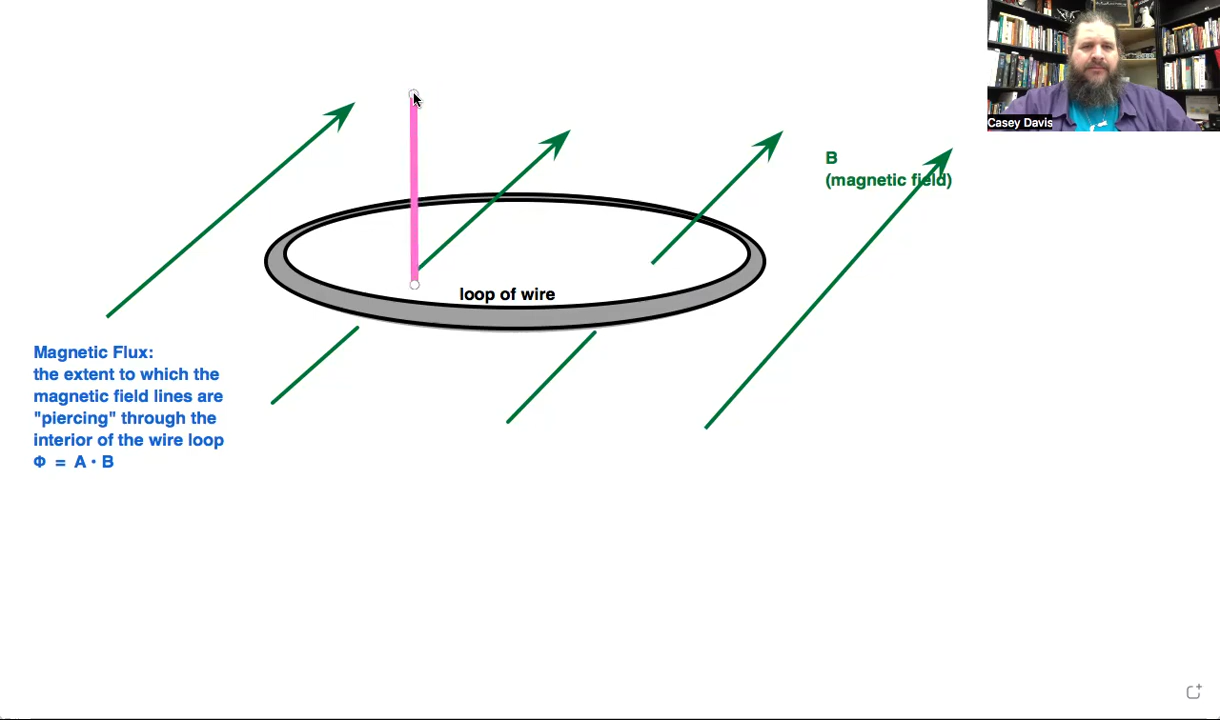 Casey Davis
B
(magnetic field)
loop of wire
Magnetic Flux:
the extent to which the
magnetic field lines are
"piercing" through the
interior of the wire loop
Φ = A · B